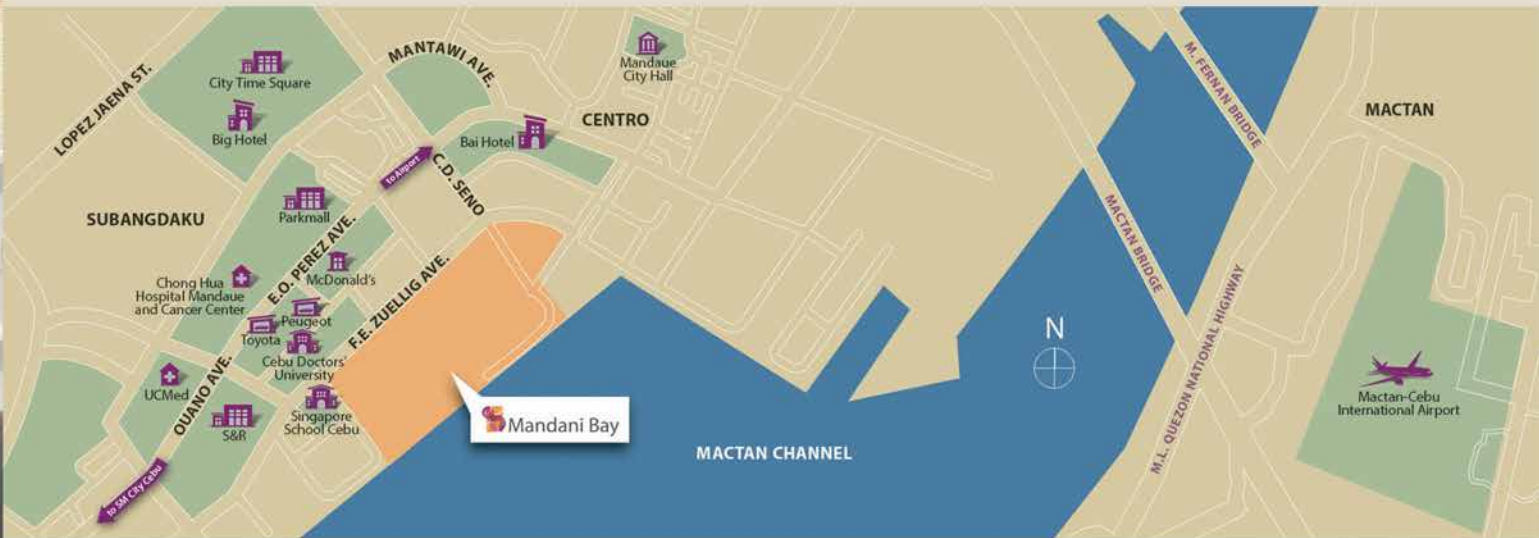 LOPEZ JAENA ST.
City Time Square
Big Hotel
MANTAWI AVE.
Mandaue
City Hall
CENTRO
Bai Hotel
to Airport
C.D. SENO
SUBANGDAKU
Parkmall
E.O. PEREZ AVE.
McDonald's
Chong Hua
Hospital Mandaue
and Cancer Center
Peugeot
Toyota
F.E. ZUELLIG AVE.
Cebu Doctors'
University
UCMed
OUANO AVE.
S&R
Singapore
School Cebu
to SM City Cebu
Mandani Bay
MACTAN CHANNEL
N
M. FERNAN BRIDGE
MACTAN BRIDGE
M.L. QUEZON NATIONAL HIGHWAY
MACTAN
Mactan-Cebu
International Airport